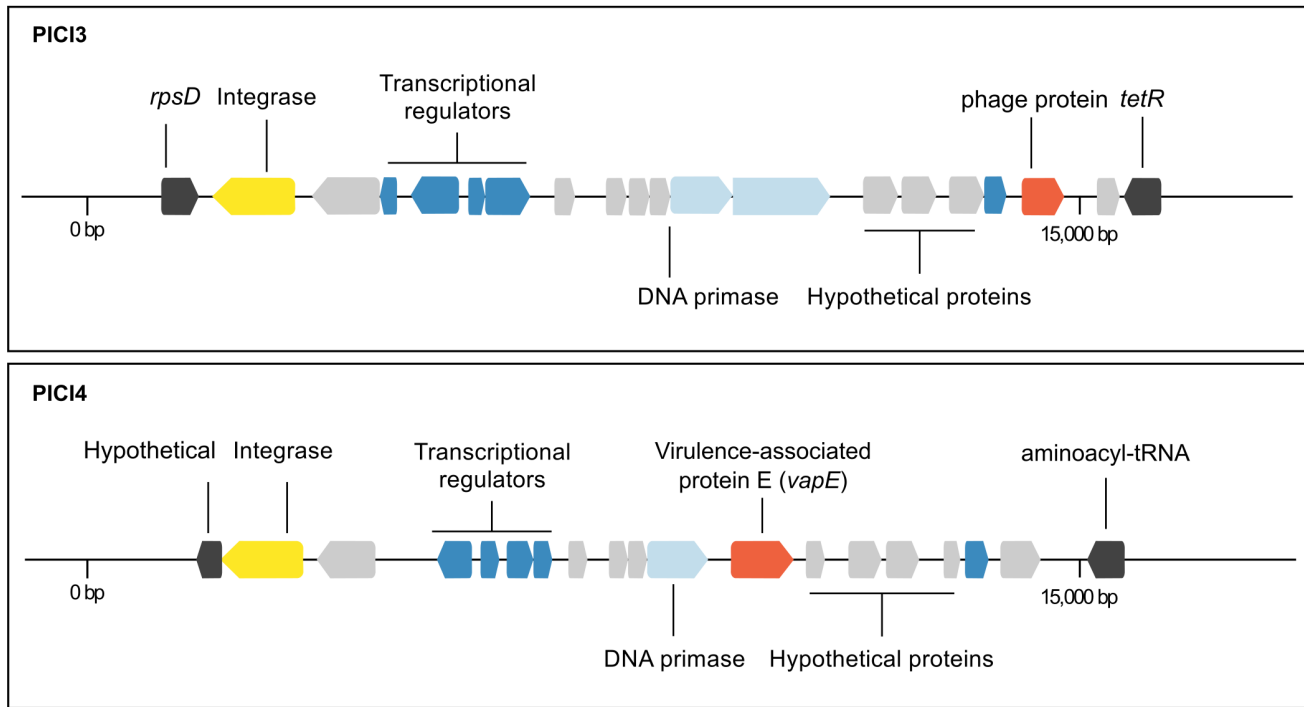 PICI3
rpsD Integrase
Transcriptional
regulators
phage protein tetR
0 bp
15,000 bp
DNA primase
Hypothetical proteins
PICI4
Hypothetical Integrase
Transcriptional
regulators
Virulence-associated
protein E (vapE)
aminoacyl-tRNA
0 bp
15,000 bp
DNA primase
Hypothetical proteins